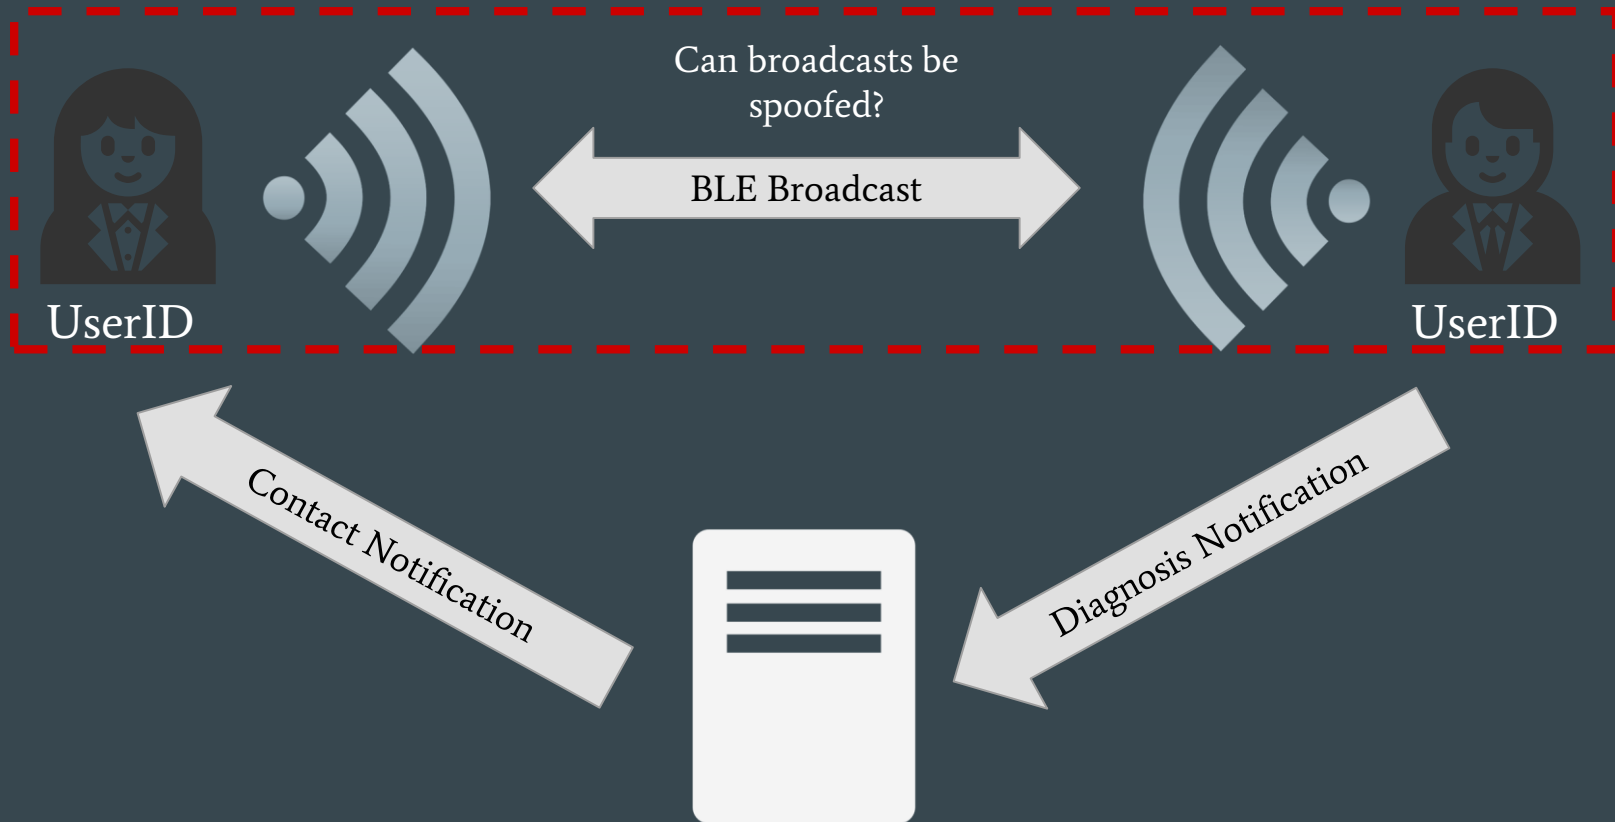 Can broadcasts be
spoofed?
BLE Broadcast
UserID
UserID
Contact Notification
Diagnosis Notification